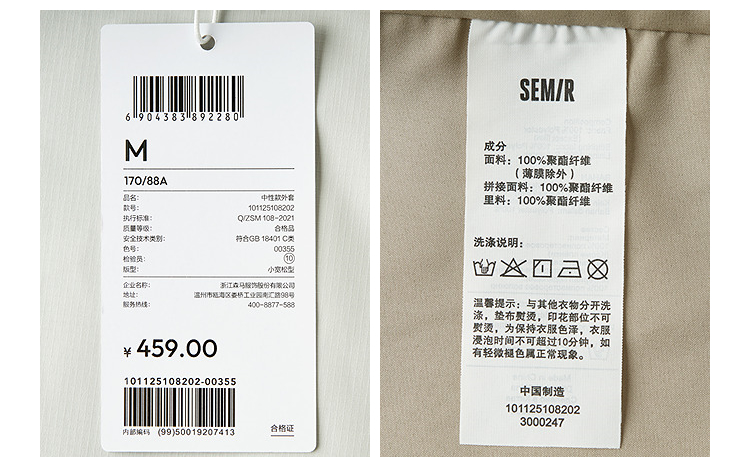 6904383892280
M
170/88A
品名: 中性款外套
款号: 101125108202
执行标准: Q/ZSM 108-2021
质量等级: 合格品
安全技术类别: 符合GB 18401 C类
色号: 00355
检验员: 10
版型: 小宽松型
企业名称: 浙江森马服饰股份有限公司
地址: 温州市瓯海区娄桥工业园南汇路98号
服务热线: 400-8877-588
¥ 459.00
101125108202-00355
内部编码 (99)50019207413
合格证
SEMIR
成分
面料: 100%聚酯纤维
(薄膜除外)
拼接面料: 100%聚酯纤维
里料: 100%聚酯纤维
洗涤说明:
温馨提示: 与其他衣物分开洗
涤, 垫布熨烫, 印花部位不可
熨烫, 为保持衣服色泽, 衣服
浸泡时间不可超过10分钟, 如
有轻微褪色属正常现象。
中国制造
101125108202
3000247